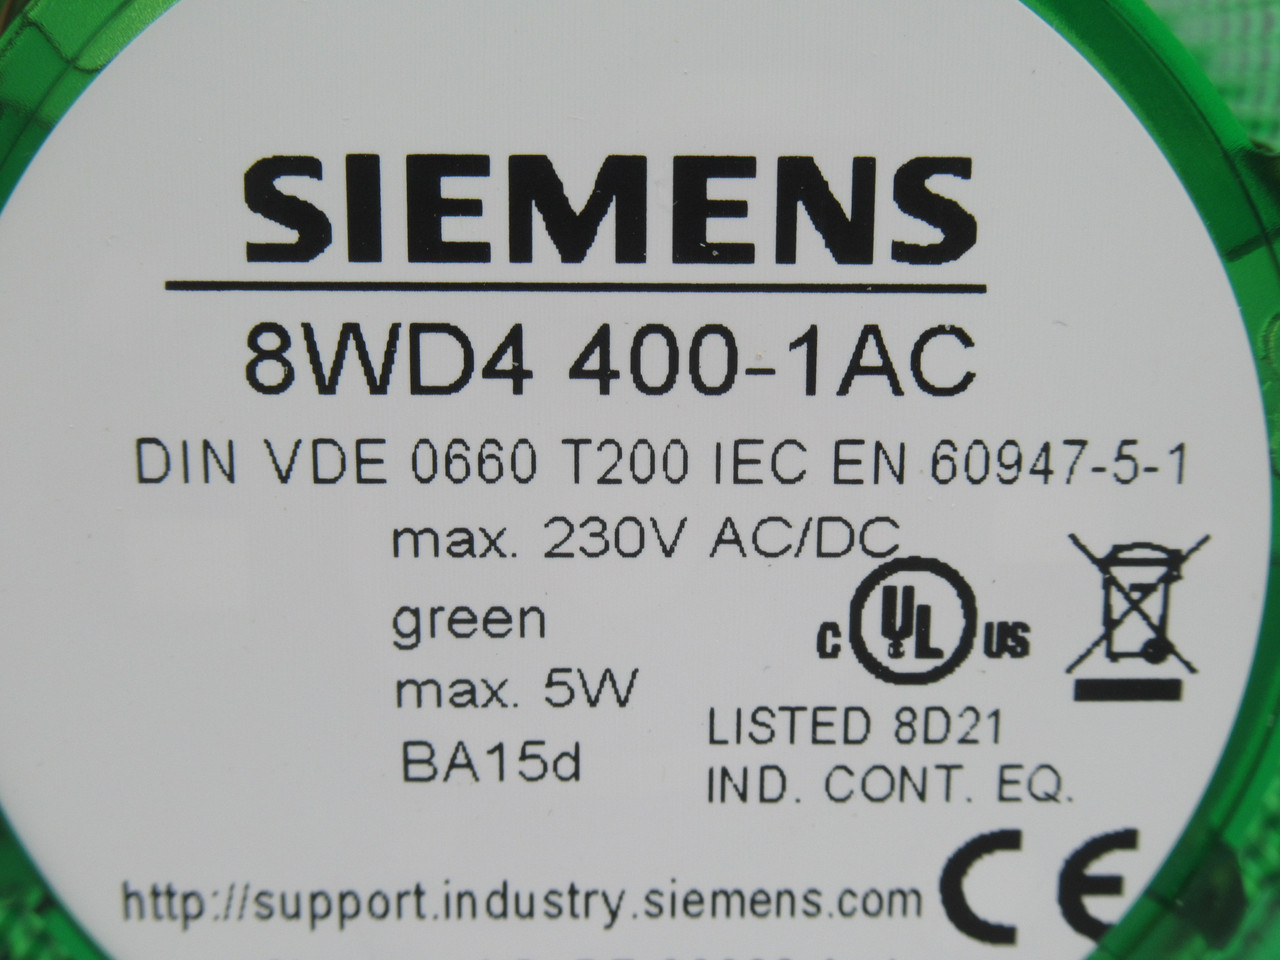 SIEMENS
8WD4 400-1AC
DIN VDE 0660 T200 IEC EN 60947-5-1
max. 230V AC/DC
green
max. 5W
BA15d
C UL US
LISTED 8D21
IND. CONT. EQ.
http://support.industry.siemens.com
CE